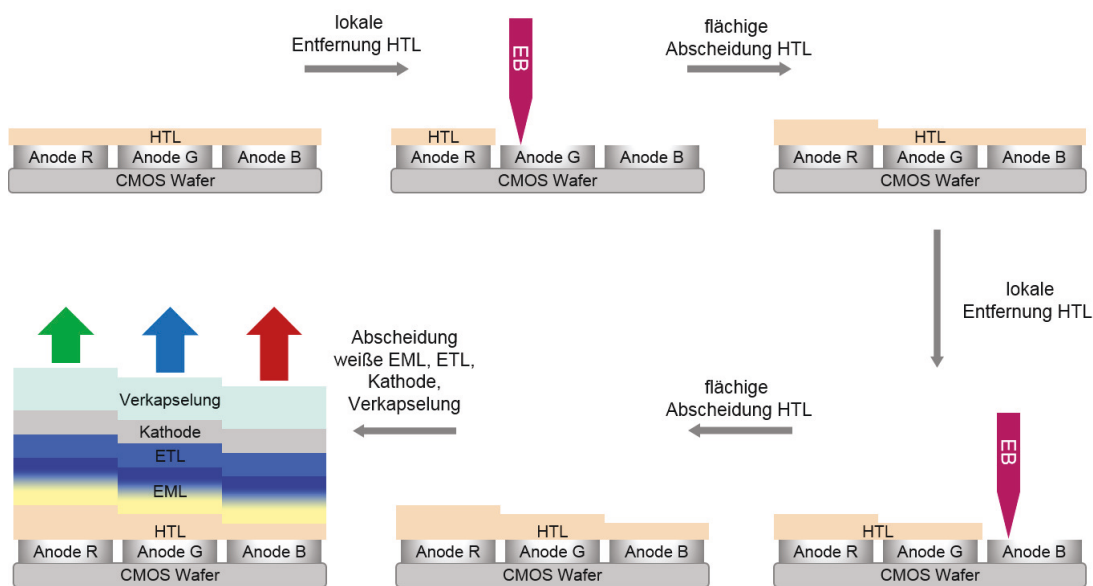 lokale
Entfernung HTL
EB
flächige
Abscheidung HTL
HTL
Anode R Anode G Anode B
CMOS Wafer
HTL
Anode R Anode G Anode B
CMOS Wafer
HTL
Anode R Anode G Anode B
CMOS Wafer
lokale
Entfernung HTL
EB
HTL
Anode R Anode G Anode B
CMOS Wafer
flächige
Abscheidung HTL
HTL
Anode R Anode G Anode B
CMOS Wafer
Abscheidung
weiße EML, ETL,
Kathode,
Verkapselung
Verkapselung
Kathode
ETL
EML
HTL
Anode R Anode G Anode B
CMOS Wafer